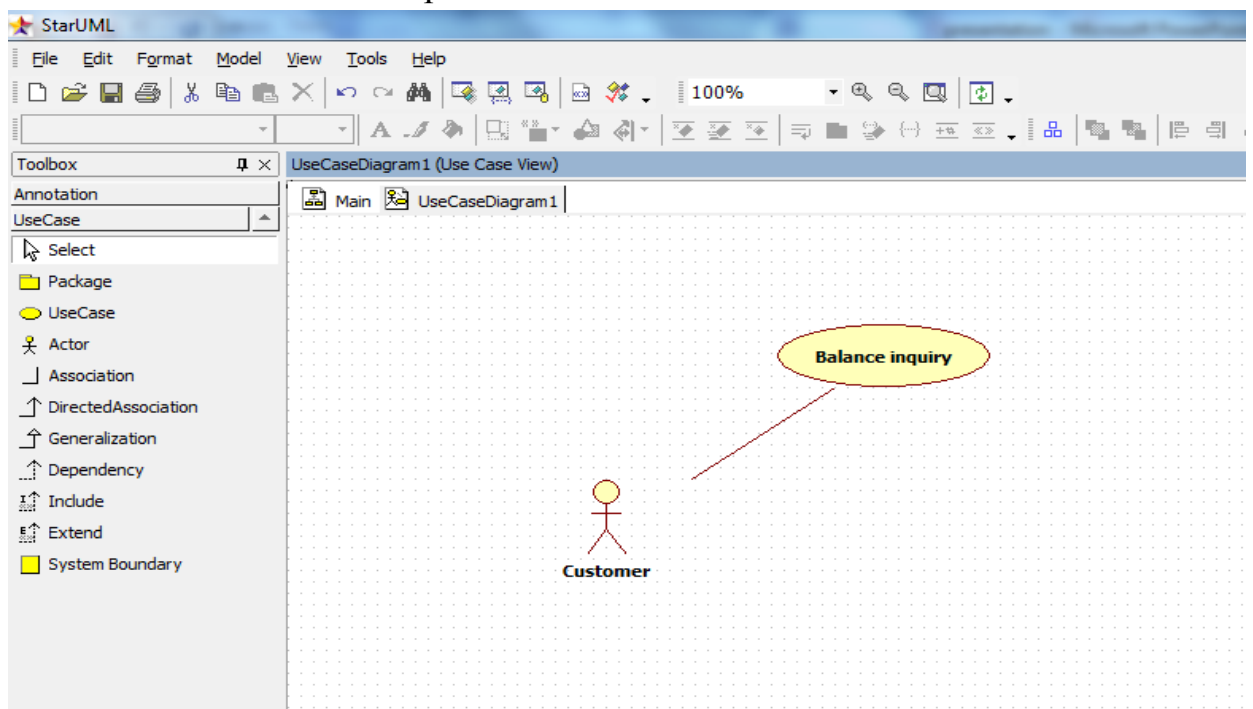 StarUML
File Edit Format Model View Tools Help
100%
Toolbox
UseCaseDiagram1 (Use Case View)
Annotation
Main UseCaseDiagram1
UseCase
Select
Package
UseCase
Actor
Association
DirectedAssociation
Generalization
Dependency
Include
Extend
System Boundary
Balance inquiry
Customer